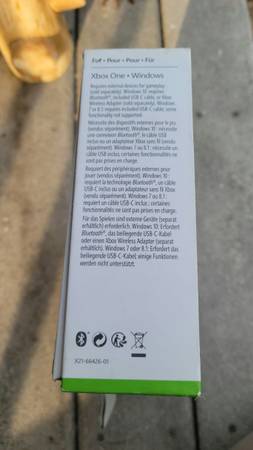 For • Pour • Pour • Für
Xbox One • Windows
Requires external devices for gameplay
(sold separately). Windows 10: requires
Bluetooth®, included USB-C cable, or Xbox
Wireless Adapter (sold separately). Windows
7 or 8.1: requires included USB-C cable; some
functionality not supported.
Nécessite des dispositifs externes pour le jeu
(vendus séparément). Windows 10 : nécessite
une connexion Bluetooth®, le câble USB
inclus ou un adaptateur Xbox sans fil (vendu
séparément). Windows 7 ou 8.1 : nécessite un
câble USB inclus; certaines fonctionnalités ne
sont pas prises en charge.
Requiert des périphériques externes pour
jouer (vendus séparément). Windows 10 :
requiert la technologie Bluetooth®, un câble
USB-C inclus ou un adaptateur sans fil Xbox
(vendus séparément). Windows 7 ou 8.1 :
requiert un câble USB-C inclus ; certaines
fonctionnalités ne sont pas prises en charge.
Für das Spielen sind externe Geräte (separat
erhältlich) erforderlich. Windows 10: Erfordert
Bluetooth®, das beiliegende USB-C-Kabel
oder einen Xbox Wireless Adapter (separat
erhältlich). Windows 7 oder 8.1: Erfordert das
beiliegende USB-C-Kabel; einige Funktionen
werden nicht unterstützt.
X21-66426-01